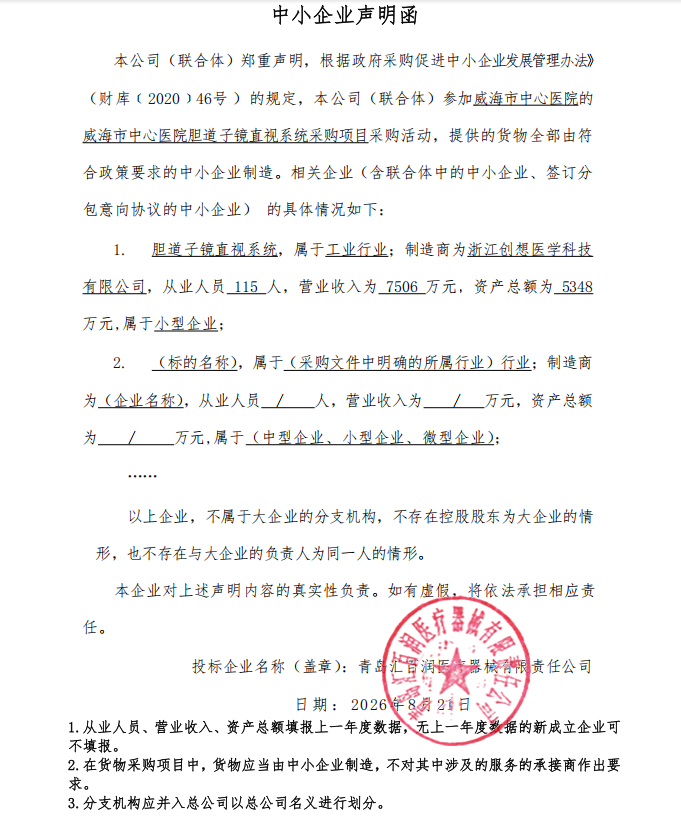 中小企业声明函
本公司（联合体）郑重声明，根据政府采购促进中小企业发展管理办法》
（财库﹝2020﹞46号）的规定，本公司（联合体）参加威海市中心医院的
威海市中心医院胆道子镜直视系统采购项目采购活动，提供的货物全部由符
合政策要求的中小企业制造。相关企业（含联合体中的中小企业、签订分
包意向协议的中小企业） 的具体情况如下：
1. 胆道子镜直视系统，属于工业行业；制造商为浙江创想医学科技
有限公司，从业人员 115 人，营业收入为 7506 万元，资产总额为 5348
万元,属于小型企业；
2. （标的名称），属于（采购文件中明确的所属行业）行业；制造商
为（企业名称），从业人员 / 人，营业收入为 / 万元，资产总额
为 / 万元,属于（中型企业、小型企业、微型企业）；
……
以上企业，不属于大企业的分支机构，不存在控股股东为大企业的情
形，也不存在与大企业的负责人为同一人的情形。
本企业对上述声明内容的真实性负责。如有虚假，将依法承担相应责
任。
投标企业名称（盖章）：青岛汇百润医疗器械有限责任公司
日期：2026年8月21日
青岛汇百润医疗器械有限责任公司
1.从业人员、营业收入、资产总额填报上一年度数据，无上一年度数据的新成立企业可
不填报。
2.在货物采购项目中，货物应当由中小企业制造，不对其中涉及的服务的承接商作出要
求。
3.分支机构应并入总公司以总公司名义进行划分。